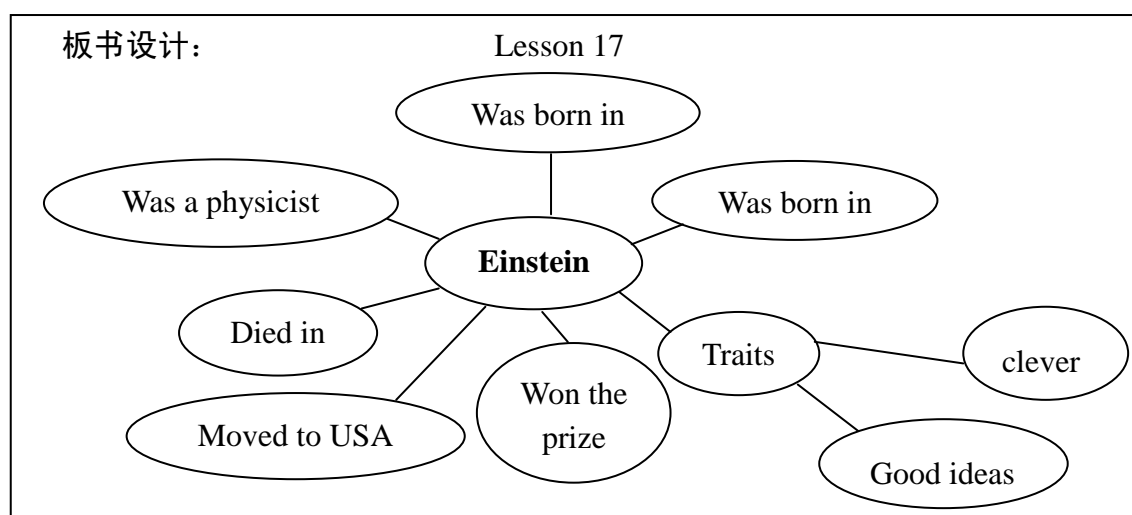 板书设计：
Lesson 17
Was born in
Was a physicist
Was born in
Einstein
Died in
Traits
clever
Won the
prize
Moved to USA
Good ideas